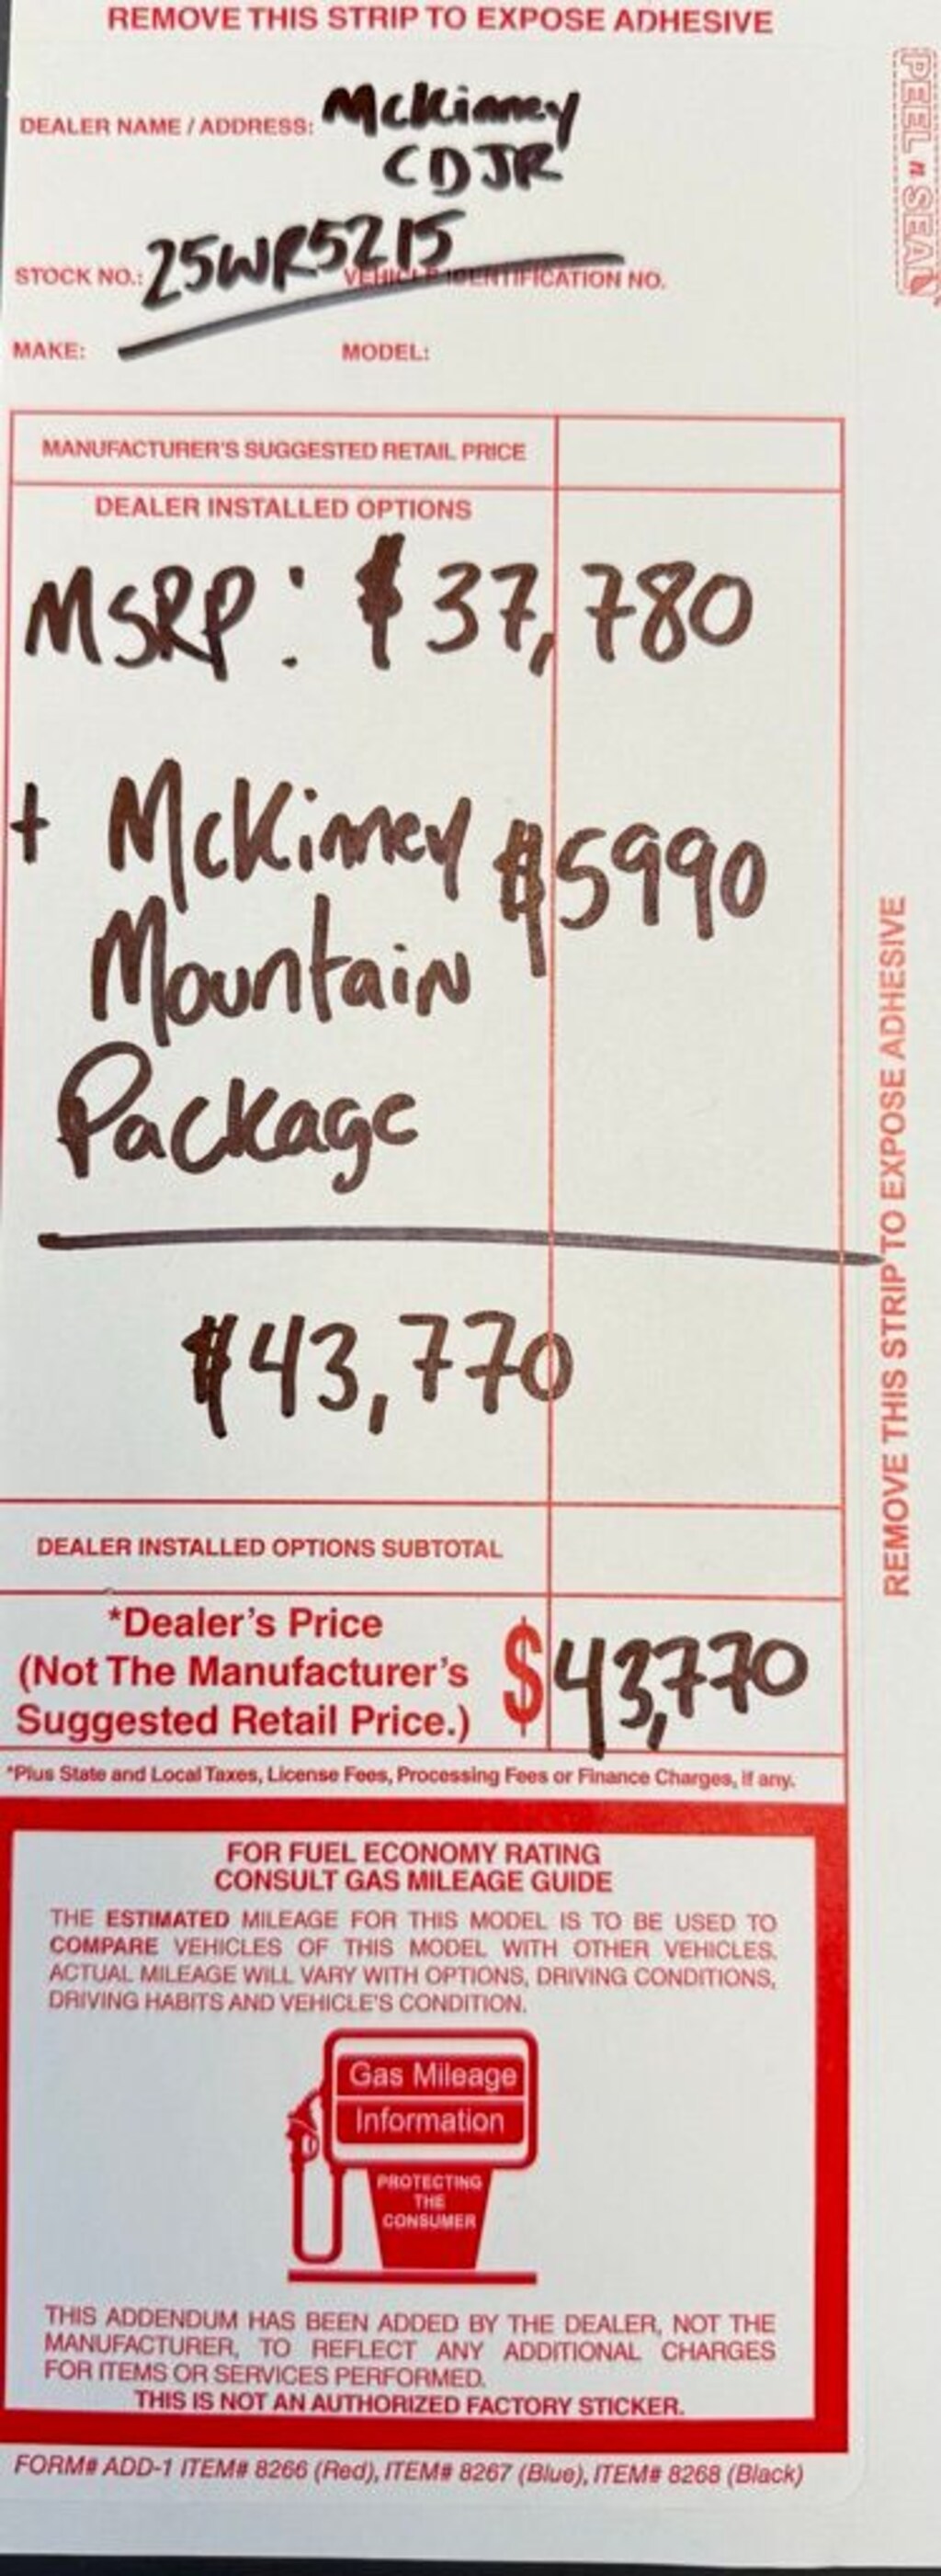 REMOVE THIS STRIP TO EXPOSE ADHESIVE
PEEL n SEAL
DEALER NAME / ADDRESS: McKinney
CDJR
STOCK NO.: 25WR5215 VEHICLE IDENTIFICATION NO.
MAKE: MODEL:
MANUFACTURER'S SUGGESTED RETAIL PRICE
DEALER INSTALLED OPTIONS
MSRP: $37,780
+ McKinney $5990
Mountain
Package
$43,770
REMOVE THIS STRIP TO EXPOSE ADHESIVE
DEALER INSTALLED OPTIONS SUBTOTAL
*Dealer's Price
(Not The Manufacturer's $ 43,770
Suggested Retail Price.)
*Plus State and Local Taxes, License Fees, Processing Fees or Finance Charges, if any.
FOR FUEL ECONOMY RATING
CONSULT GAS MILEAGE GUIDE
THE ESTIMATED MILEAGE FOR THIS MODEL IS TO BE USED TO
COMPARE VEHICLES OF THIS MODEL WITH OTHER VEHICLES.
ACTUAL MILEAGE WILL VARY WITH OPTIONS, DRIVING CONDITIONS,
DRIVING HABITS AND VEHICLE'S CONDITION.
Gas Mileage
Information
PROTECTING
THE
CONSUMER
THIS ADDENDUM HAS BEEN ADDED BY THE DEALER, NOT THE
MANUFACTURER, TO REFLECT ANY ADDITIONAL CHARGES
FOR ITEMS OR SERVICES PERFORMED.
THIS IS NOT AN AUTHORIZED FACTORY STICKER.
FORM# ADD-1 ITEM# 8266 (Red), ITEM# 8267 (Blue), ITEM# 8268 (Black)